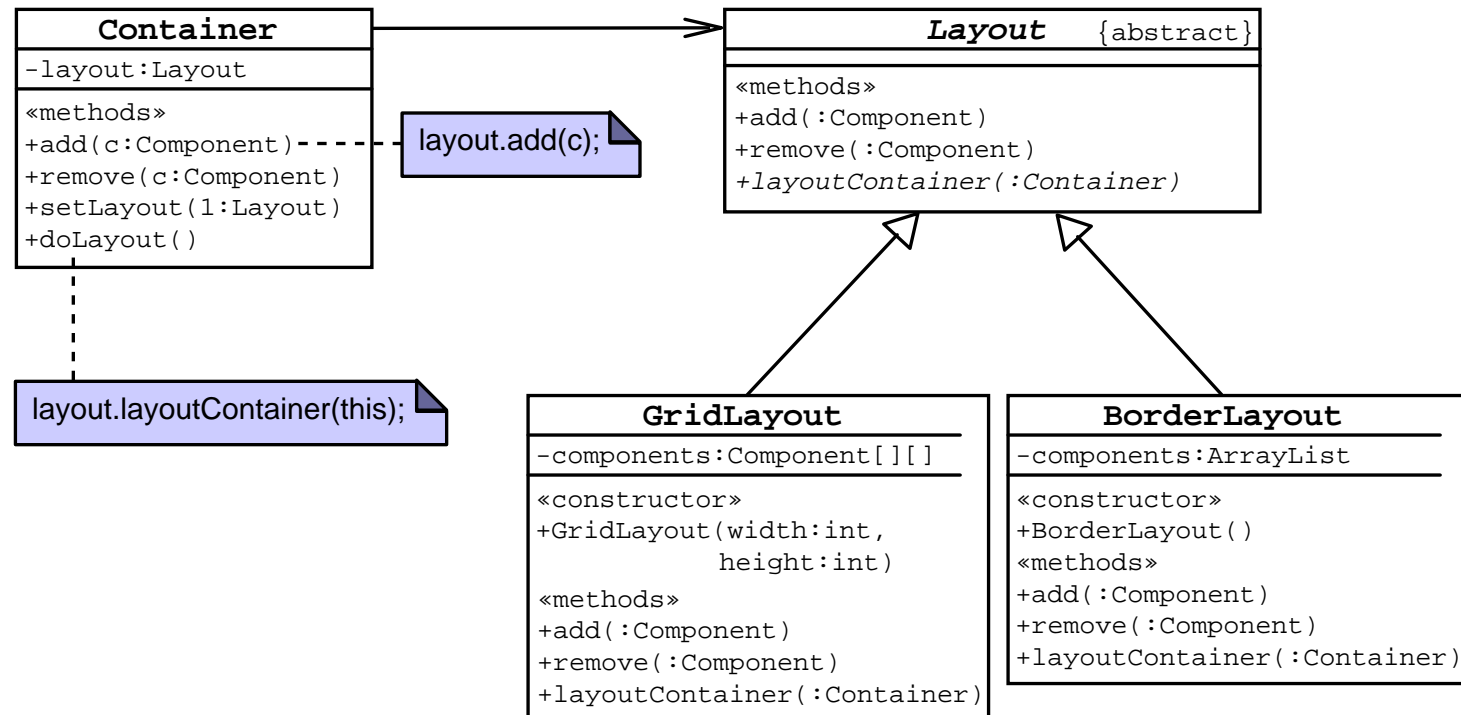 Container
-layout:Layout
«methods»
+add(c:Component)
+remove(c:Component)
+setLayout(1:Layout)
+doLayout()
layout.add(c);
layout.layoutContainer(this);
Layout {abstract}
«methods»
+add(:Component)
+remove(:Component)
+layoutContainer(:Container)
GridLayout
-components:Component[][]
«constructor»
+GridLayout(width:int,
height:int)
«methods»
+add(:Component)
+remove(:Component)
+layoutContainer(:Container)
BorderLayout
-components:ArrayList
«constructor»
+BorderLayout()
«methods»
+add(:Component)
+remove(:Component)
+layoutContainer(:Container)